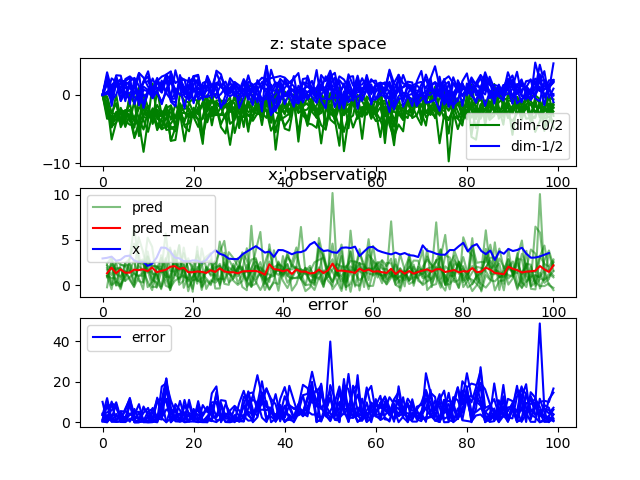 z: state space
0
−10
dim-0/2
dim-1/2
0 20 40 60 80 100
x: observation
10
5
0
pred
pred_mean
x
0 20 40 60 80 100
error
40
20
0
error
0 20 40 60 80 100